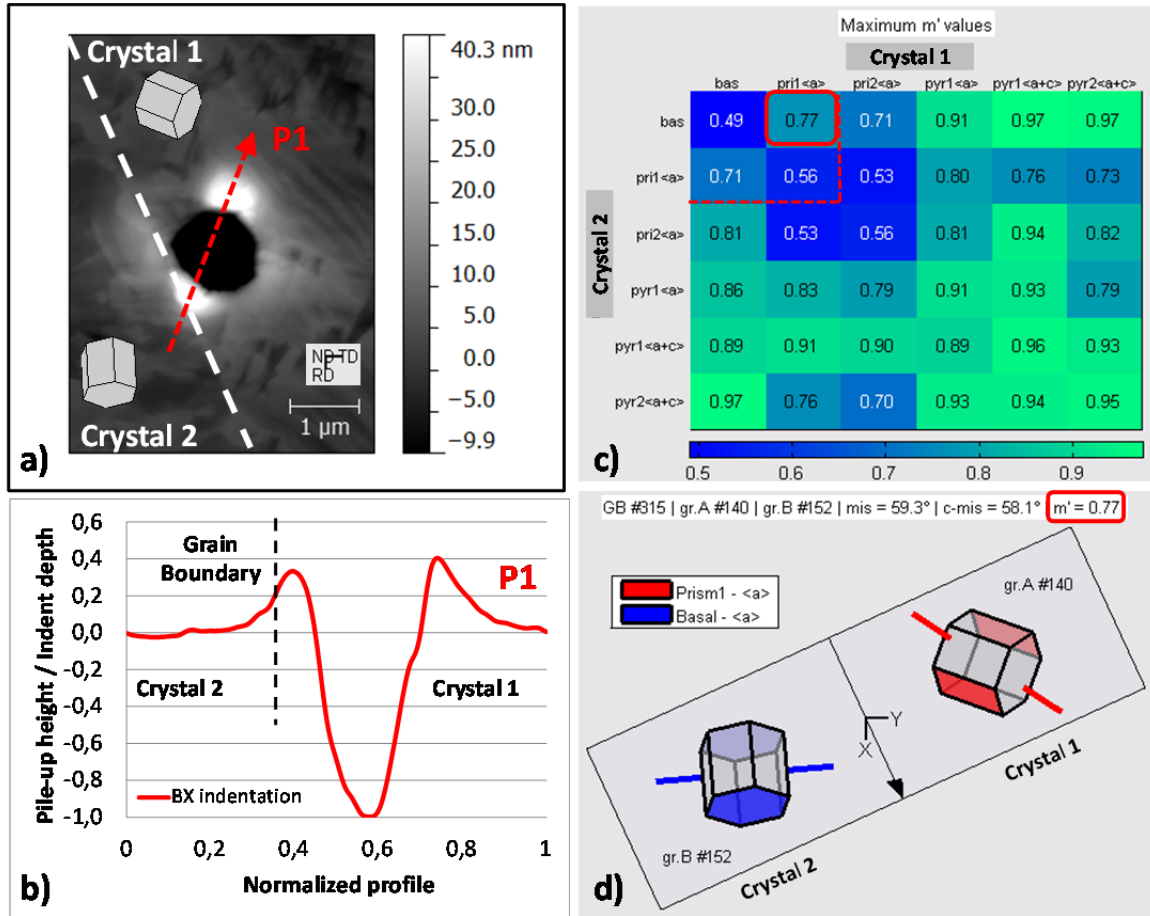 a)
Crystal 1
P1
Crystal 2
ND TD
RD
1 µm
40.3 nm
30.0
25.0
20.0
15.0
10.0
0.0
−5.0
−9.9
b)
Pile-up height / Indent depth
0,6
0,4
0,2
0,0
-0,2
-0,4
-0,6
-0,8
-1,0
Grain
Boundary
P1
Crystal 2
Crystal 1
BX indentation
0 0,2 0,4 0,6 0,8 1
Normalized profile
c)
Maximum m' values
Crystal 1
bas pri1<a> pri2<a> pyr1<a> pyr1<a+c> pyr2<a+c>
Crystal 2
bas 0.49 0.77 0.71 0.91 0.97 0.97
pri1<a> 0.71 0.56 0.53 0.80 0.76 0.73
pri2<a> 0.81 0.53 0.56 0.81 0.94 0.82
pyr1<a> 0.86 0.83 0.79 0.91 0.93 0.79
pyr1<a+c> 0.89 0.91 0.90 0.89 0.96 0.93
pyr2<a+c> 0.97 0.76 0.70 0.93 0.94 0.95
0.5 0.6 0.7 0.8 0.9
d)
GB #315 | gr.A #140 | gr.B #152 | mis = 59.3° | c-mis = 58.1° | m' = 0.77
Prism1 - <a>
Basal - <a>
gr.A #140
Y
X
Crystal 1
gr.B #152
Crystal 2